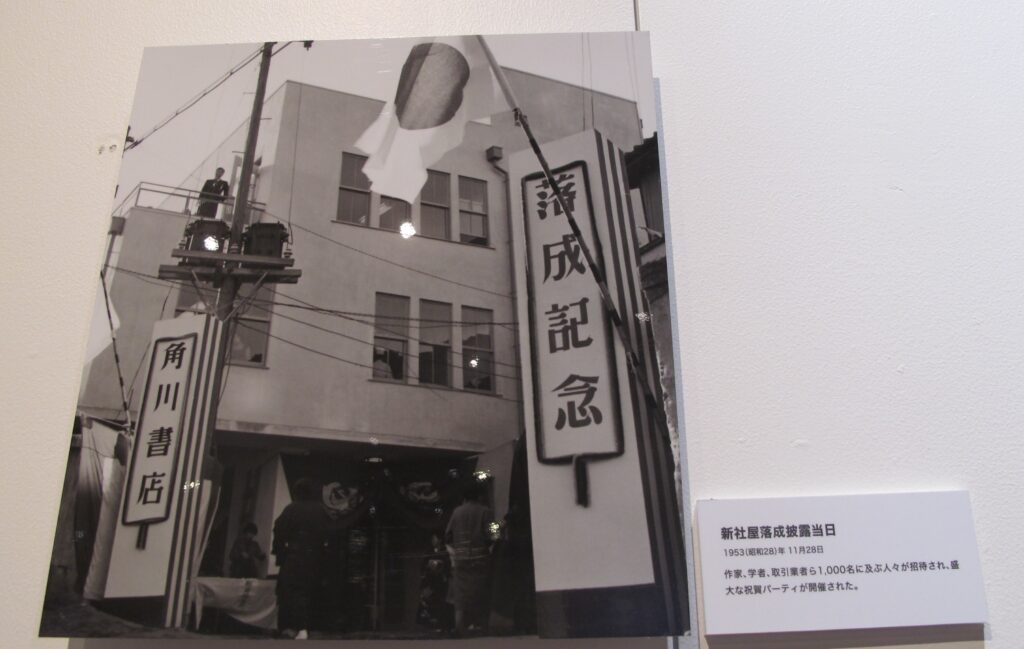 落成記念
角川書店
新社屋落成披露当日
1953(昭和28)年 11月28日
作家、学者、取引業者ら1,000名に及ぶ人々が招待され、盛
大な祝賀パーティが開催された。